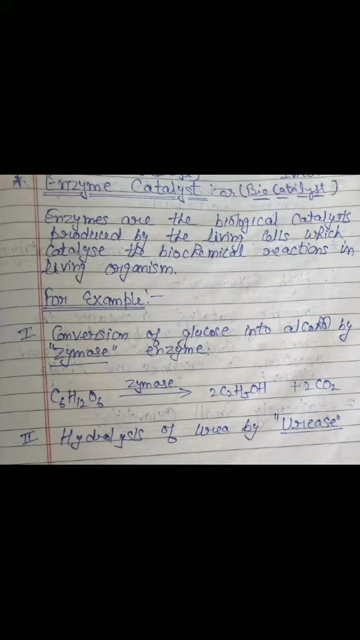 * Enzyme Catalyst :- or (Bio Catalyst)
Enzymes are the biological catalysts
produced by the living cells which
catalyse the biochemical reactions in
living organism.
For Example:-
I Conversion of glucose into alcohol by
"Zymase" enzyme:
C6H12O6 zymase → 2C2H5OH + 2CO2
II Hydrolysis of urea by "Urease"